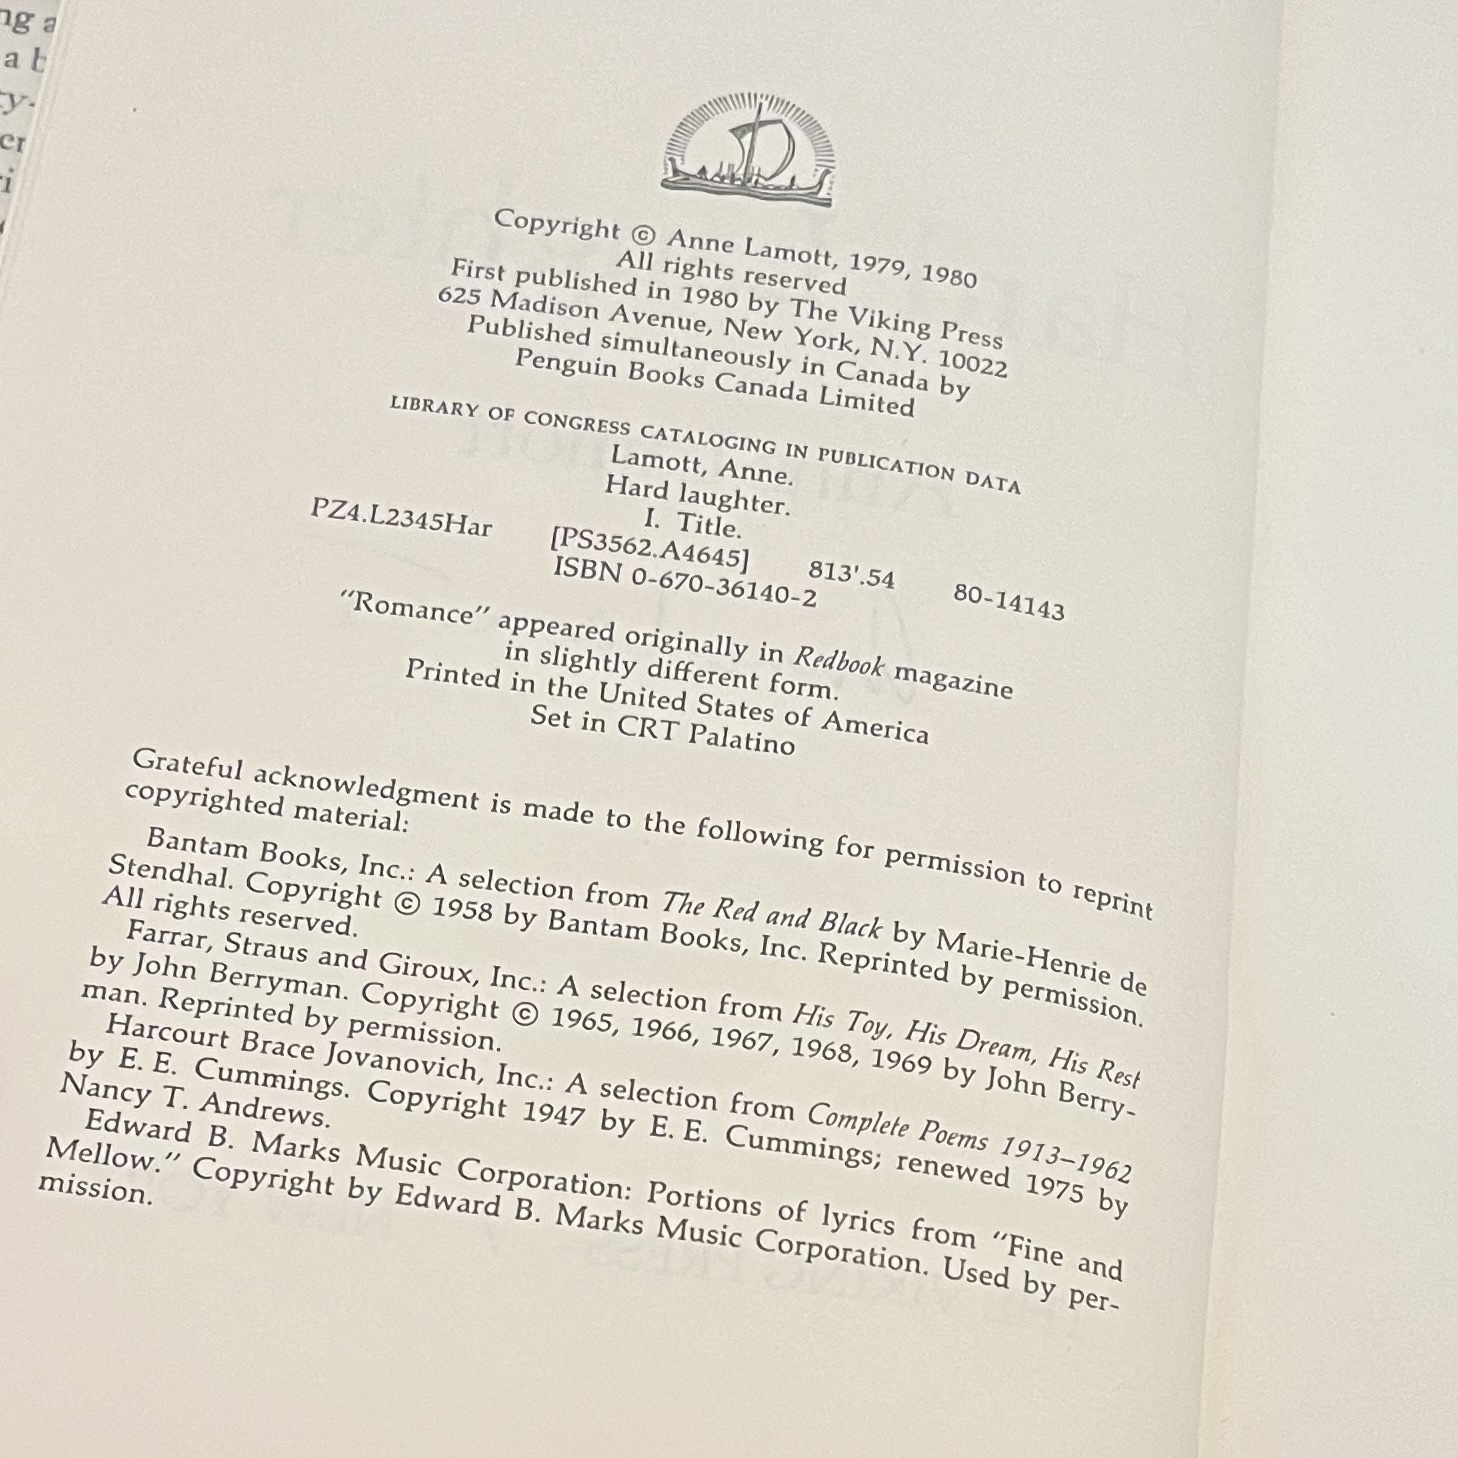 ng a
a b
ty-
er
ri
Copyright © Anne Lamott, 1979, 1980
All rights reserved
First published in 1980 by The Viking Press
625 Madison Avenue, New York, N.Y. 10022
Published simultaneously in Canada by
Penguin Books Canada Limited
LIBRARY OF CONGRESS CATALOGING IN PUBLICATION DATA
Lamott, Anne.
Hard laughter.
I. Title.
PZ4.L2345Har [PS3562.A4645] 813'.54 80-14143
ISBN 0-670-36140-2
"Romance" appeared originally in Redbook magazine
in slightly different form.
Printed in the United States of America
Set in CRT Palatino
Grateful acknowledgment is made to the following for permission to reprint
copyrighted material:
Bantam Books, Inc.: A selection from The Red and Black by Marie-Henrie de
Stendhal. Copyright © 1958 by Bantam Books, Inc. Reprinted by permission.
All rights reserved.
Farrar, Straus and Giroux, Inc.: A selection from His Toy, His Dream, His Rest
by John Berryman. Copyright © 1965, 1966, 1967, 1968, 1969 by John Berry-
man. Reprinted by permission.
Harcourt Brace Jovanovich, Inc.: A selection from Complete Poems 1913–1962
by E. E. Cummings. Copyright 1947 by E. E. Cummings; renewed 1975 by
Nancy T. Andrews.
Edward B. Marks Music Corporation: Portions of lyrics from "Fine and
Mellow." Copyright by Edward B. Marks Music Corporation. Used by per-
mission.